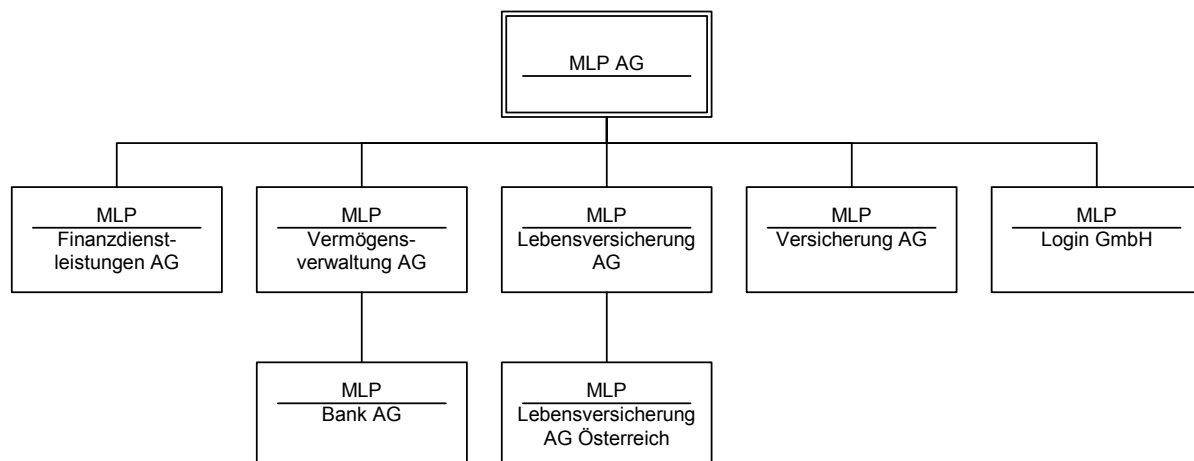 MLP AG
MLP
Finanzdienst-
leistungen AG
MLP
Vermögens-
verwaltung AG
MLP
Lebensversicherung
AG
MLP
Versicherung AG
MLP
Login GmbH
MLP
Bank AG
MLP
Lebensversicherung
AG Österreich